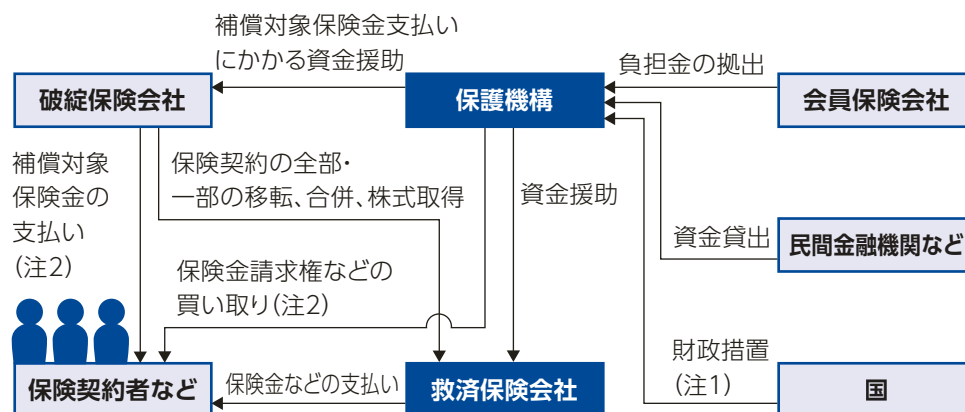 補償対象保険金支払い
にかかる資金援助
負担金の拠出
破綻保険会社
保護機構
会員保険会社
補償対象
保険金の
支払い
(注2)
保険契約の全部・
一部の移転、合併、株式取得
資金援助
資金貸出
民間金融機関など
保険金請求権などの
買い取り(注2)
財政措置
(注1)
保険契約者など
保険金などの支払い
救済保険会社
国